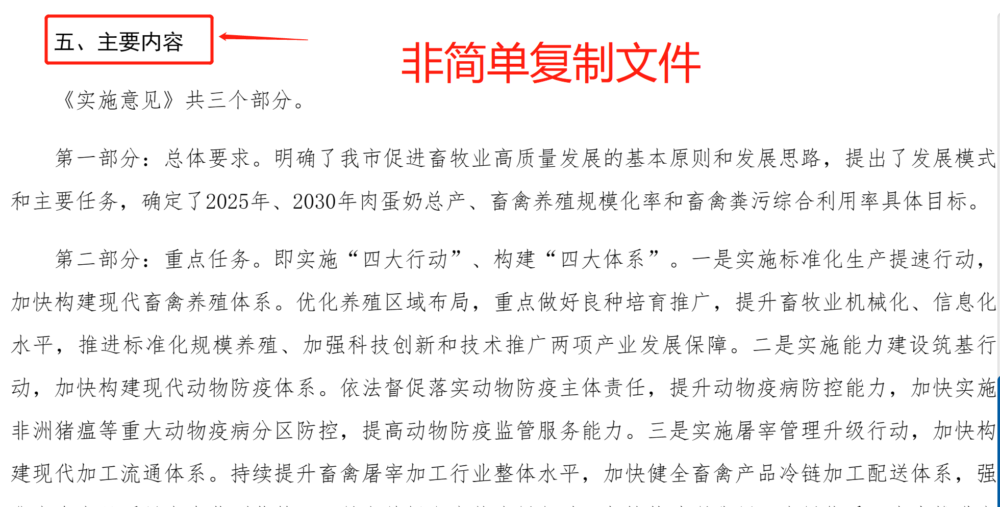 五、主要内容
非简单复制文件
《实施意见》共三个部分。
第一部分：总体要求。明确了我市促进畜牧业高质量发展的基本原则和发展思路，提出了发展模式
和主要任务，确定了2025年、2030年肉蛋奶总产、畜禽养殖规模化率和畜禽粪污综合利用率具体目标。
第二部分：重点任务。即实施“四大行动”、构建“四大体系”。一是实施标准化生产提速行动，
加快构建现代畜禽养殖体系。优化养殖区域布局，重点做好良种培育推广，提升畜牧业机械化、信息化
水平，推进标准化规模养殖、加强科技创新和技术推广两项产业发展保障。二是实施能力建设筑基行
动，加快构建现代动物防疫体系。依法督促落实动物防疫主体责任，提升动物疫病防控能力，加快实施
非洲猪瘟等重大动物疫病分区防控，提高动物防疫监管服务能力。三是实施屠宰管理升级行动，加快构
建现代加工流通体系。持续提升畜禽屠宰加工行业整体水平，加快健全畜禽产品冷链加工配送体系，强